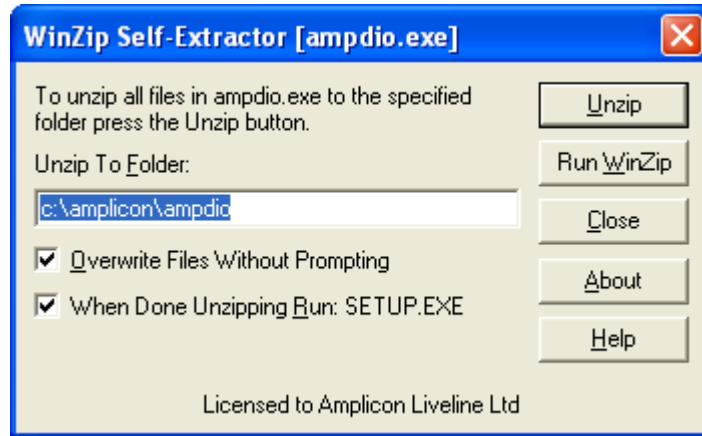 WinZip Self-Extractor [ampdio.exe]
To unzip all files in ampdio.exe to the specified
folder press the Unzip button.
Unzip To Folder:
c:\amplicon\ampdio
Overwrite Files Without Prompting
When Done Unzipping Run: SETUP.EXE
Unzip
Run WinZip
Close
About
Help
Licensed to Amplicon Liveline Ltd